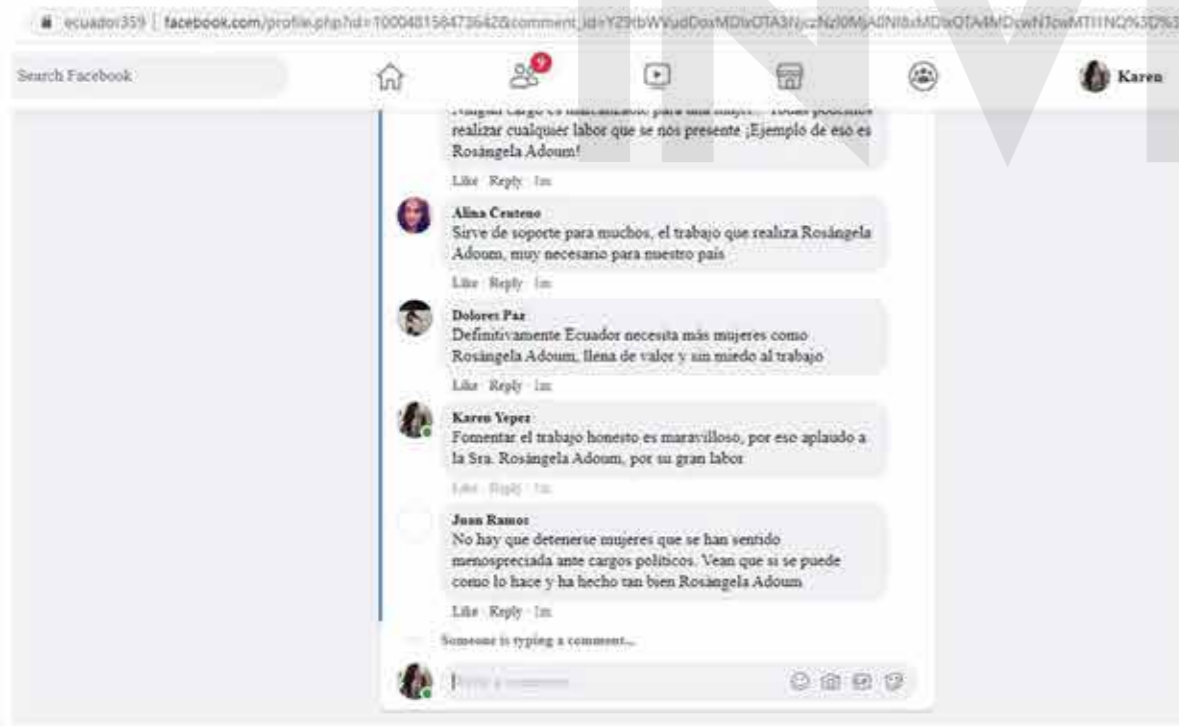 ecuador359 | facebook.com/profile.php?id=
Search Facebook
9
Karen
realizar cualquier labor que se nos presente ¡Ejemplo de eso es
Rosángela Adoum!
Like Reply 1m
Alina Centeno
Sirve de soporte para muchos, el trabajo que realiza Rosángela
Adoum, muy necesario para nuestro país
Like Reply 1m
Dolores Paz
Definitivamente Ecuador necesita más mujeres como
Rosángela Adoum, llena de valor y sin miedo al trabajo
Like Reply 1m
Karen Yepez
Fomentar el trabajo honesto es maravilloso, por eso aplaudo a
la Sra. Rosángela Adoum, por su gran labor
Like Reply 1m
Juan Ramos
No hay que detenerse mujeres que se han sentido
menospreciada ante cargos políticos. Vean que si se puede
como lo hace y ha hecho tan bien Rosángela Adoum
Like Reply 1m
Someone is typing a comment...